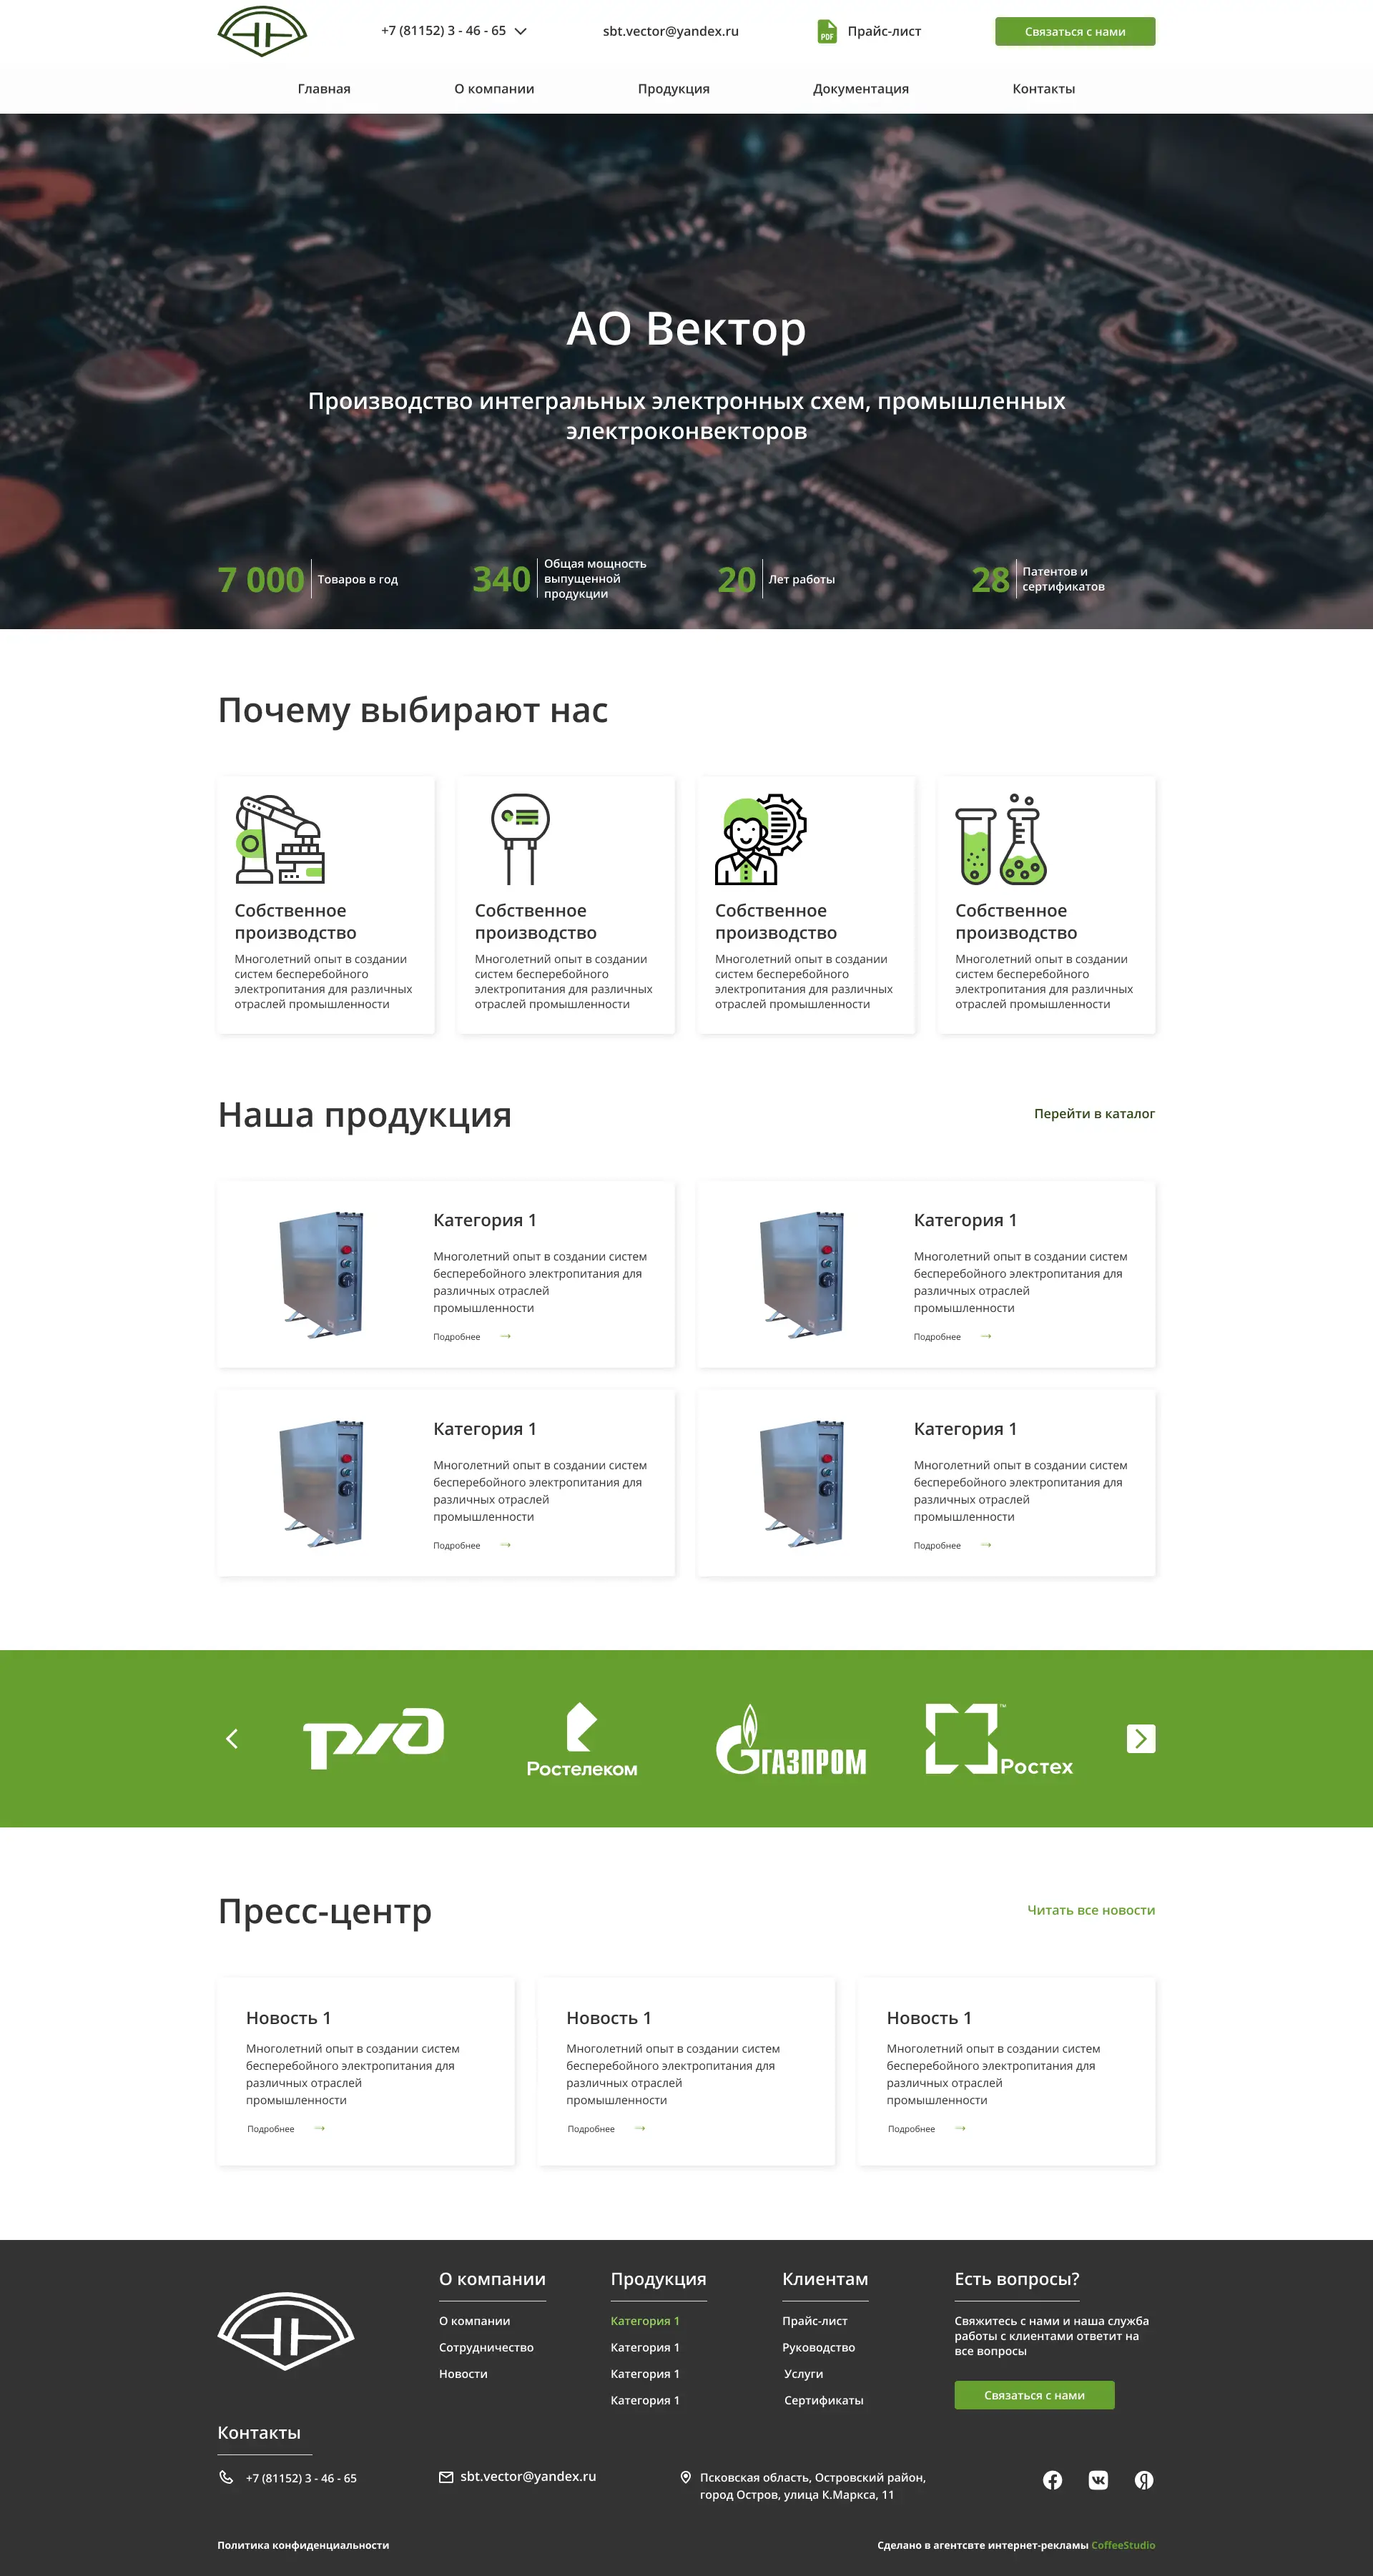 +7 (81152) 3 - 46 - 65
sbt.vector@yandex.ru
PDF
Прайс-лист
Связаться с нами
Главная
О компании
Продукция
Документация
Контакты
АО Вектор
Производство интегральных электронных схем, промышленных
электроконвекторов
7 000
Товаров в год
340
Общая мощность
выпущенной
продукции
20
Лет работы
28
Патентов и
сертификатов
Почему выбирают нас
Собственное
производство
Многолетний опыт в создании
систем бесперебойного
электропитания для различных
отраслей промышленности
Собственное
производство
Многолетний опыт в создании
систем бесперебойного
электропитания для различных
отраслей промышленности
Собственное
производство
Многолетний опыт в создании
систем бесперебойного
электропитания для различных
отраслей промышленности
Собственное
производство
Многолетний опыт в создании
систем бесперебойного
электропитания для различных
отраслей промышленности
Наша продукция
Перейти в каталог
Категория 1
Многолетний опыт в создании систем
бесперебойного электропитания для
различных отраслей
промышленности
Подробнее
Категория 1
Многолетний опыт в создании систем
бесперебойного электропитания для
различных отраслей
промышленности
Подробнее
Категория 1
Многолетний опыт в создании систем
бесперебойного электропитания для
различных отраслей
промышленности
Подробнее
Категория 1
Многолетний опыт в создании систем
бесперебойного электропитания для
различных отраслей
промышленности
Подробнее
ржд
Ростелеком
ГАЗПРОМ
Ростех
™
Пресс-центр
Читать все новости
Новость 1
Многолетний опыт в создании систем
бесперебойного электропитания для
различных отраслей
промышленности
Подробнее
Новость 1
Многолетний опыт в создании систем
бесперебойного электропитания для
различных отраслей
промышленности
Подробнее
Новость 1
Многолетний опыт в создании систем
бесперебойного электропитания для
различных отраслей
промышленности
Подробнее
О компании
О компании
Сотрудничество
Новости
Продукция
Категория 1
Категория 1
Категория 1
Категория 1
Клиентам
Прайс-лист
Руководство
Услуги
Сертификаты
Есть вопросы?
Свяжитесь с нами и наша служба
работы с клиентами ответит на
все вопросы
Связаться с нами
Контакты
+7 (81152) 3 - 46 - 65
sbt.vector@yandex.ru
Псковская область, Островский район,
город Остров, улица К.Маркса, 11
Политика конфиденциальности
Сделано в агентсвте интернет-рекламы CoffeeStudio